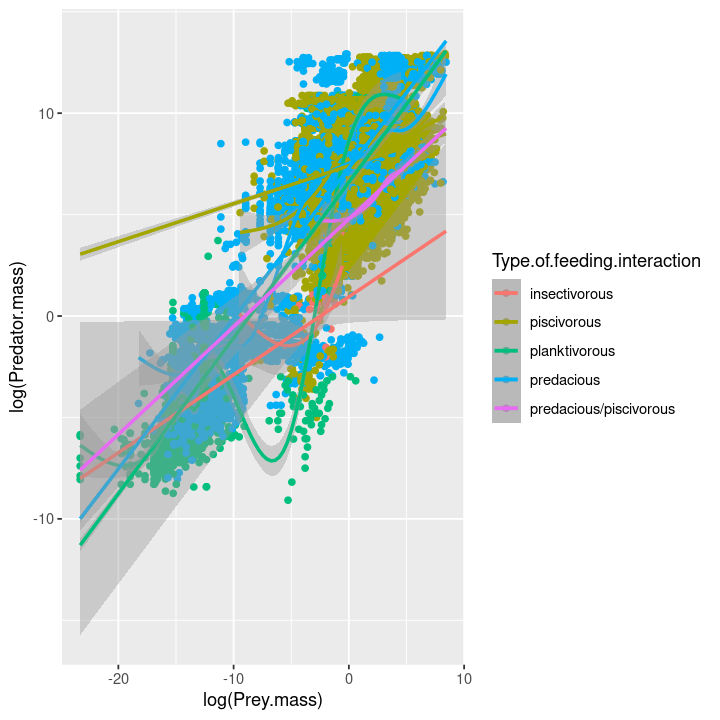 10
0
-10
-20
-10
0
10
log(Predator.mass)
log(Prey.mass)
Type.of.feeding.interaction
insectivorous
piscivorous
planktivorous
predacious
predacious/piscivorous